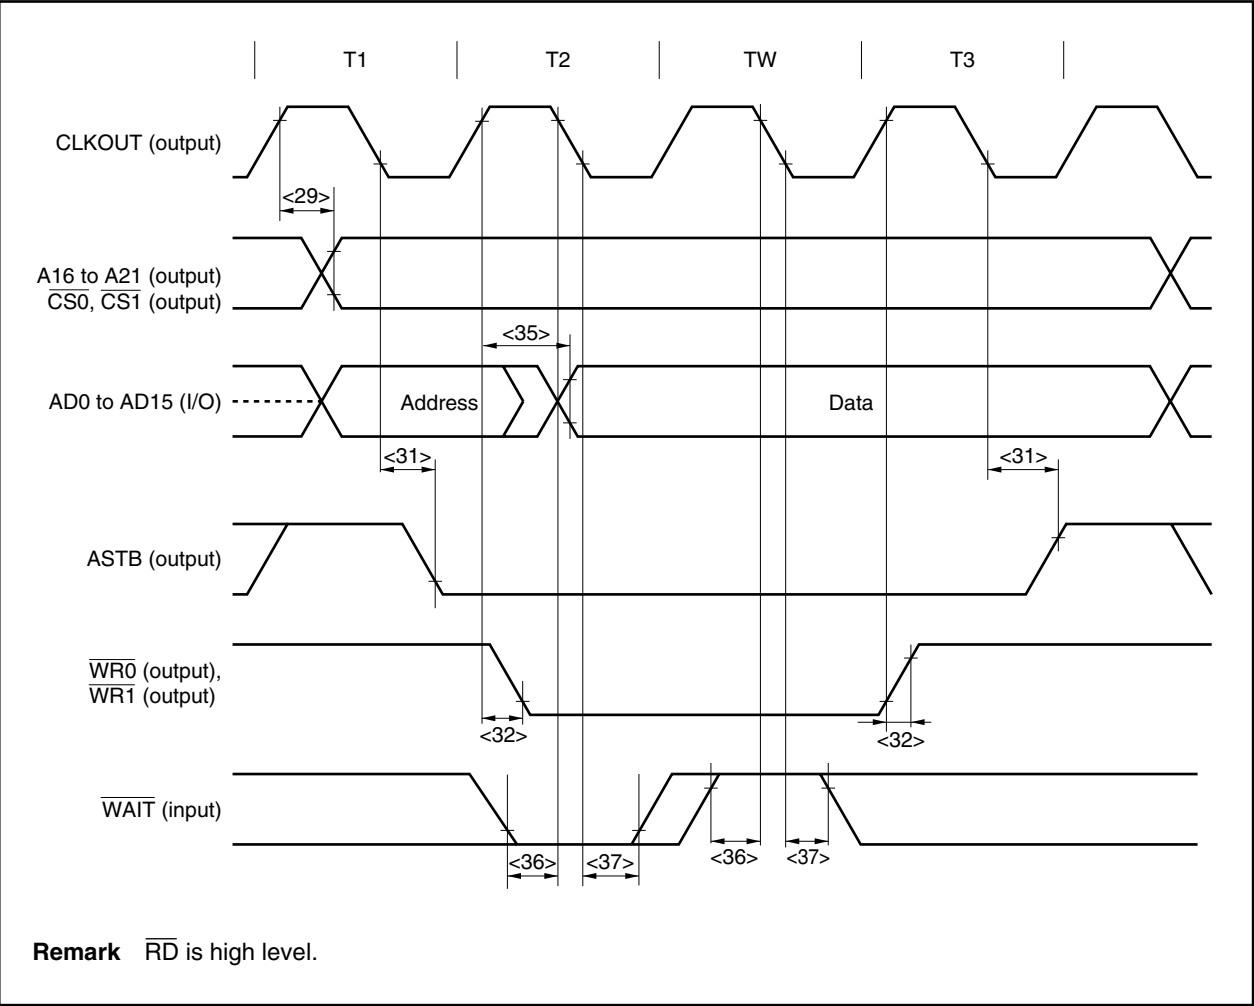 T1 T2 TW T3
CLKOUT (output)
<29>
A16 to A21 (output)
CS0, CS1 (output)
<35>
AD0 to AD15 (I/O) Address Data
<31> <31>
ASTB (output)
WR0 (output),
WR1 (output)
<32> <32>
WAIT (input)
<36> <37> <36> <37>
Remark RD is high level.